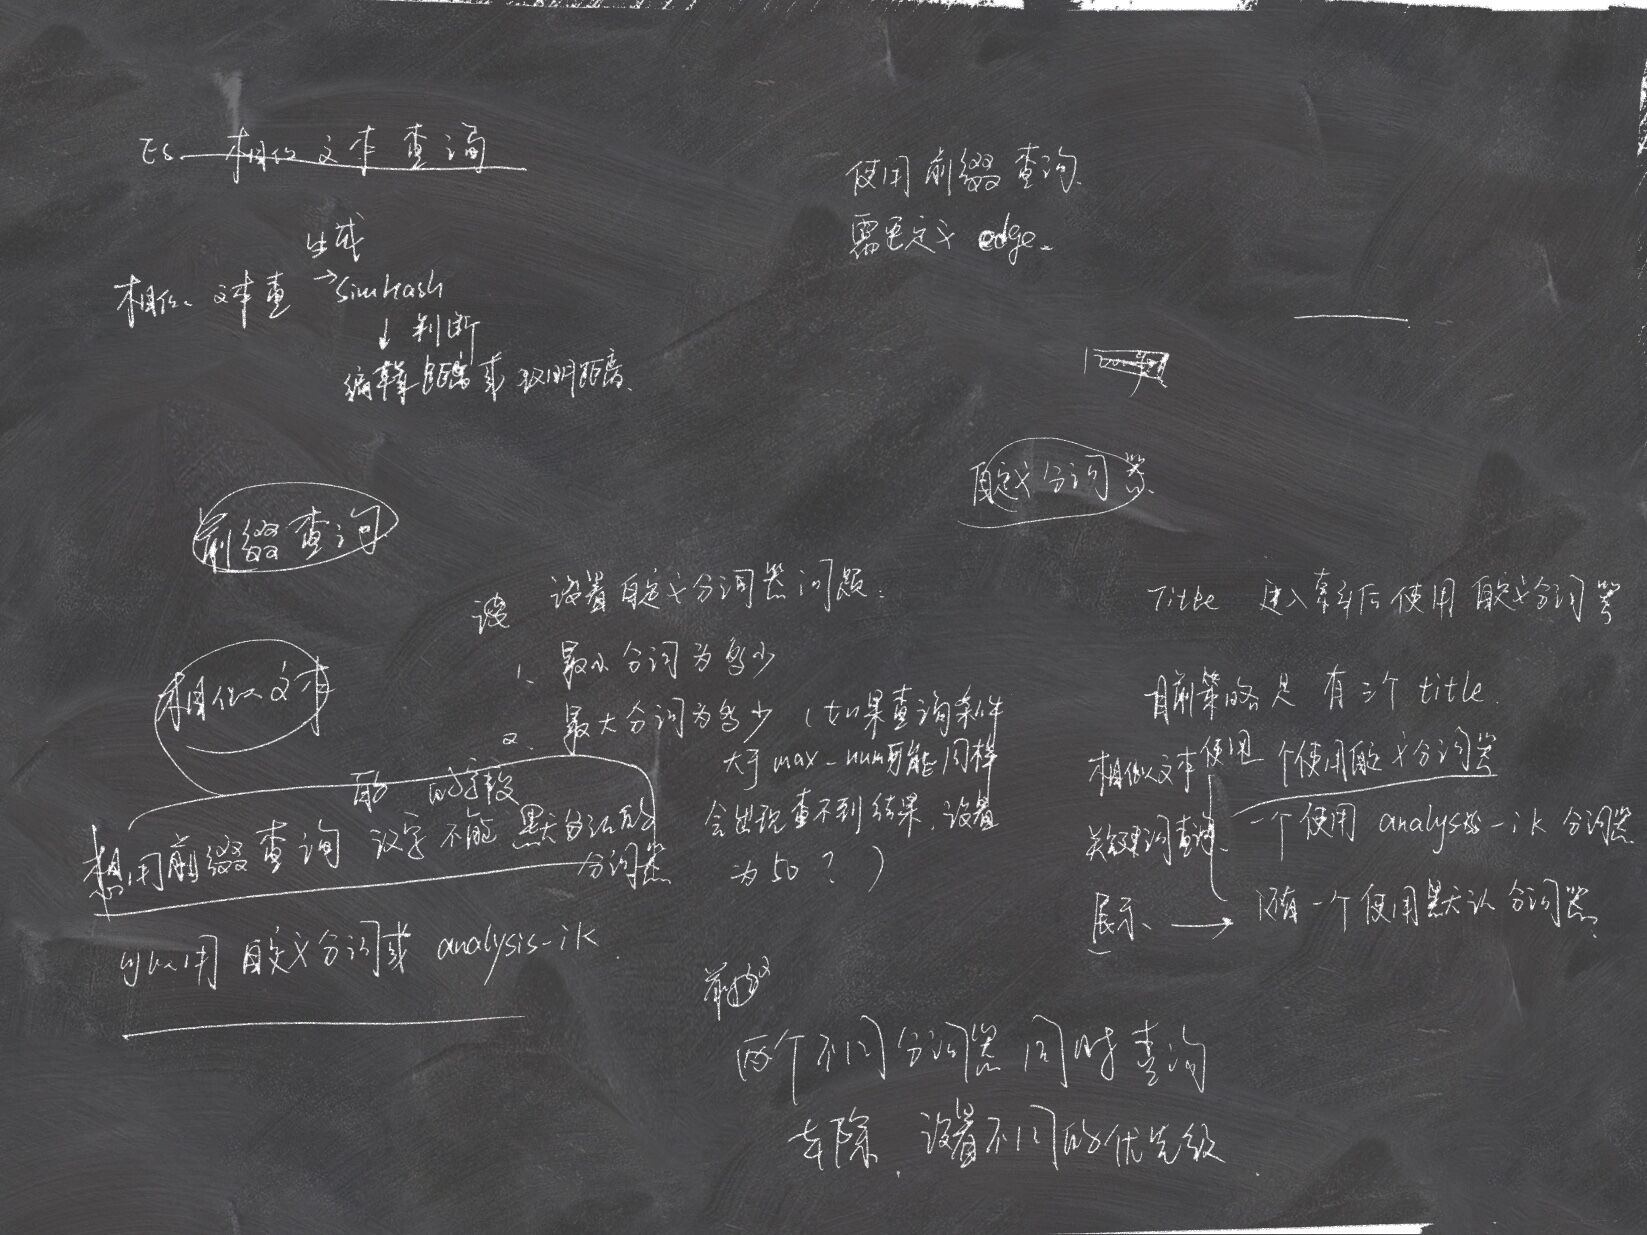 ES 相似文本查询
生成
相似文本查 → Simhash
↓ 判断
编辑距离或 汉明距离
前缀查询
相似文本
的字段
想用前缀查询 汉字不能 默认的
分词器
可以用 自定义分词或 analysis-ik
使用前缀查询、
需要定义 edge.
自定义分词器
设置自定义分词器问题:
1、最小分词为多少
2、最大分词为多少 (如果查询条件
大于 max-num可能同样
会出现查不到结果,设置
为50?)
Title 进入索引后使用自定义分词器
目前策略是 有三个 title.
相似文本使用 个使用自定义分词器
关键词查询、 一个使用 analysis-ik 分词器
展示、 → 还有一个使用默认分词器
两个不同分词器同时查询
去除,设置不同的优先级.